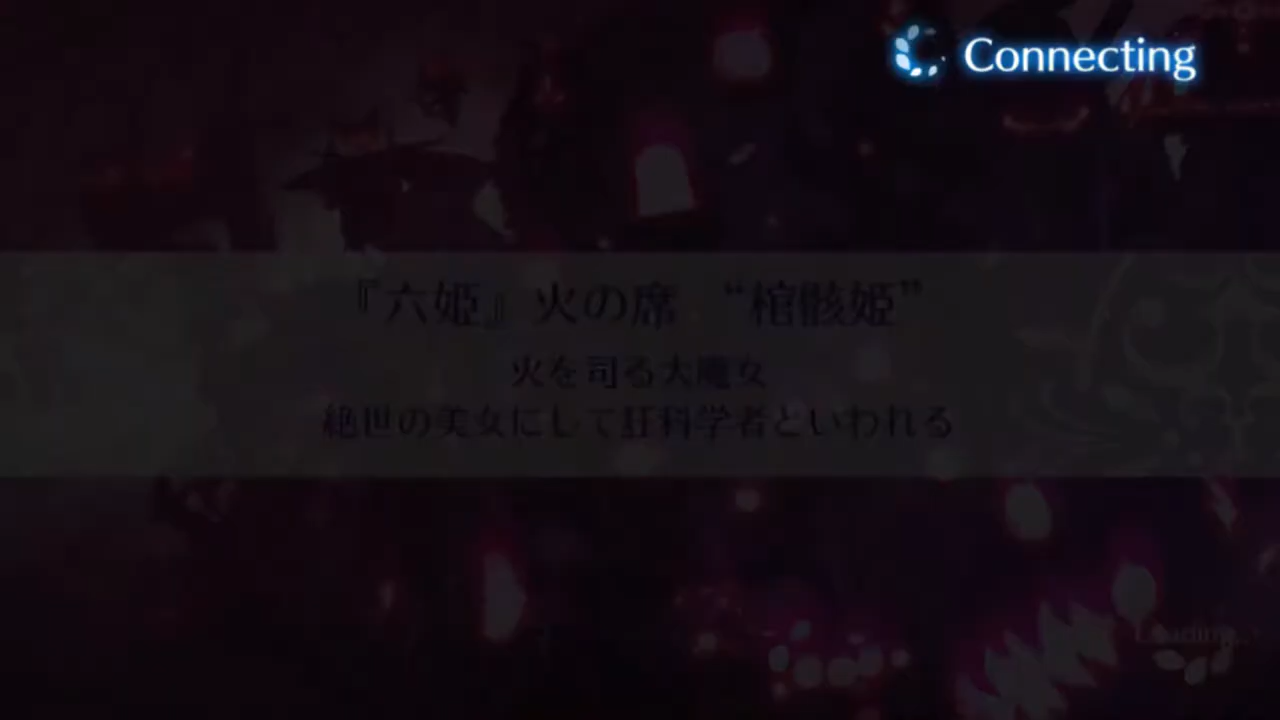 Connecting
『六姫』火の席 “棺骸姫”
火を司る大魔女
絶世の美女にして狂科学者といわれる
Loading...